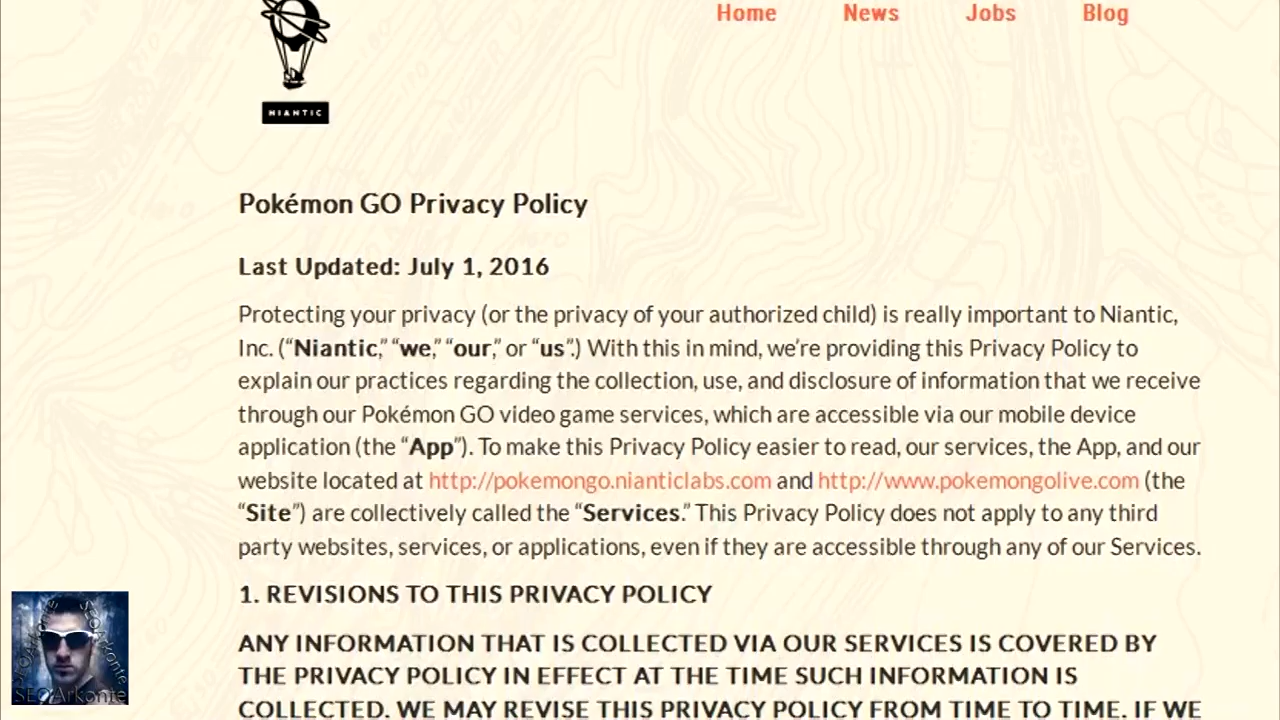 Home News Jobs Blog
NIANTIC
Pokémon GO Privacy Policy
Last Updated: July 1, 2016
Protecting your privacy (or the privacy of your authorized child) is really important to Niantic,
Inc. (“Niantic,” “we,” “our,” or “us”.) With this in mind, we’re providing this Privacy Policy to
explain our practices regarding the collection, use, and disclosure of information that we receive
through our Pokémon GO video game services, which are accessible via our mobile device
application (the “App”). To make this Privacy Policy easier to read, our services, the App, and our
website located at http://pokemongo.nianticlabs.com and http://www.pokemongolive.com (the
“Site”) are collectively called the “Services.” This Privacy Policy does not apply to any third
party websites, services, or applications, even if they are accessible through any of our Services.
1. REVISIONS TO THIS PRIVACY POLICY
ANY INFORMATION THAT IS COLLECTED VIA OUR SERVICES IS COVERED BY
THE PRIVACY POLICY IN EFFECT AT THE TIME SUCH INFORMATION IS
COLLECTED. WE MAY REVISE THIS PRIVACY POLICY FROM TIME TO TIME. IF WE
SEOArkonte
SEOArkonte
SEOArkonte